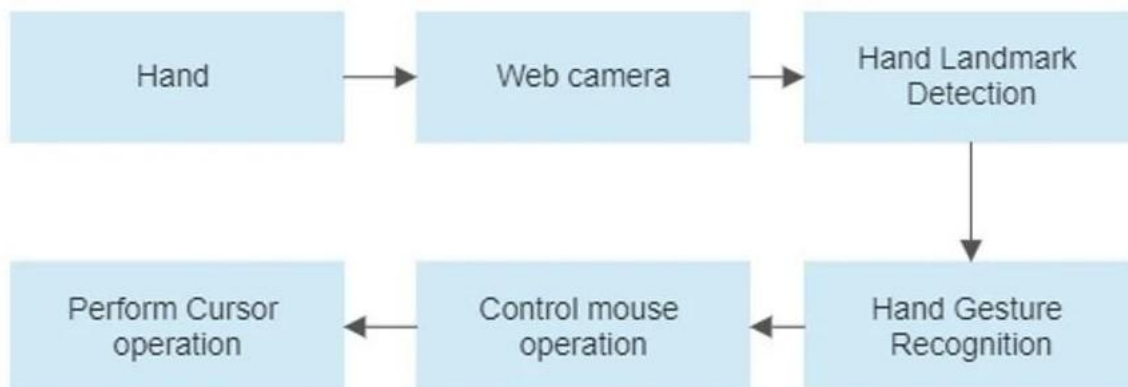 Hand
Web camera
Hand Landmark
Detection
Hand Gesture
Recognition
Control mouse
operation
Perform Cursor
operation